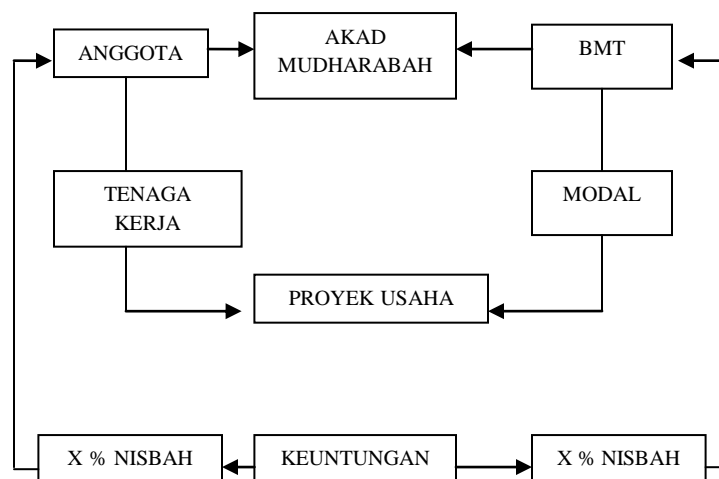 ANGGOTA
AKAD
MUDHARABAH
BMT
TENAGA
KERJA
MODAL
PROYEK USAHA
X % NISBAH
KEUNTUNGAN
X % NISBAH